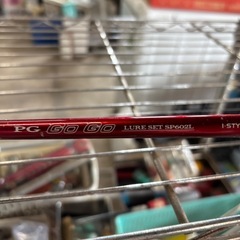 PG GO GO LURE SET SP602L I-STY